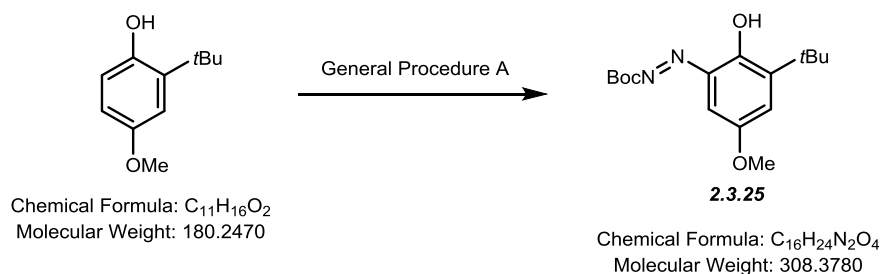 OH
tBu
OMe
Chemical Formula: C₁₁H₁₆O₂
Molecular Weight: 180.2470
General Procedure A
OH
N
BocN
tBu
OMe
2.3.25
Chemical Formula: C₁₆H₂₄N₂O₄
Molecular Weight: 308.3780